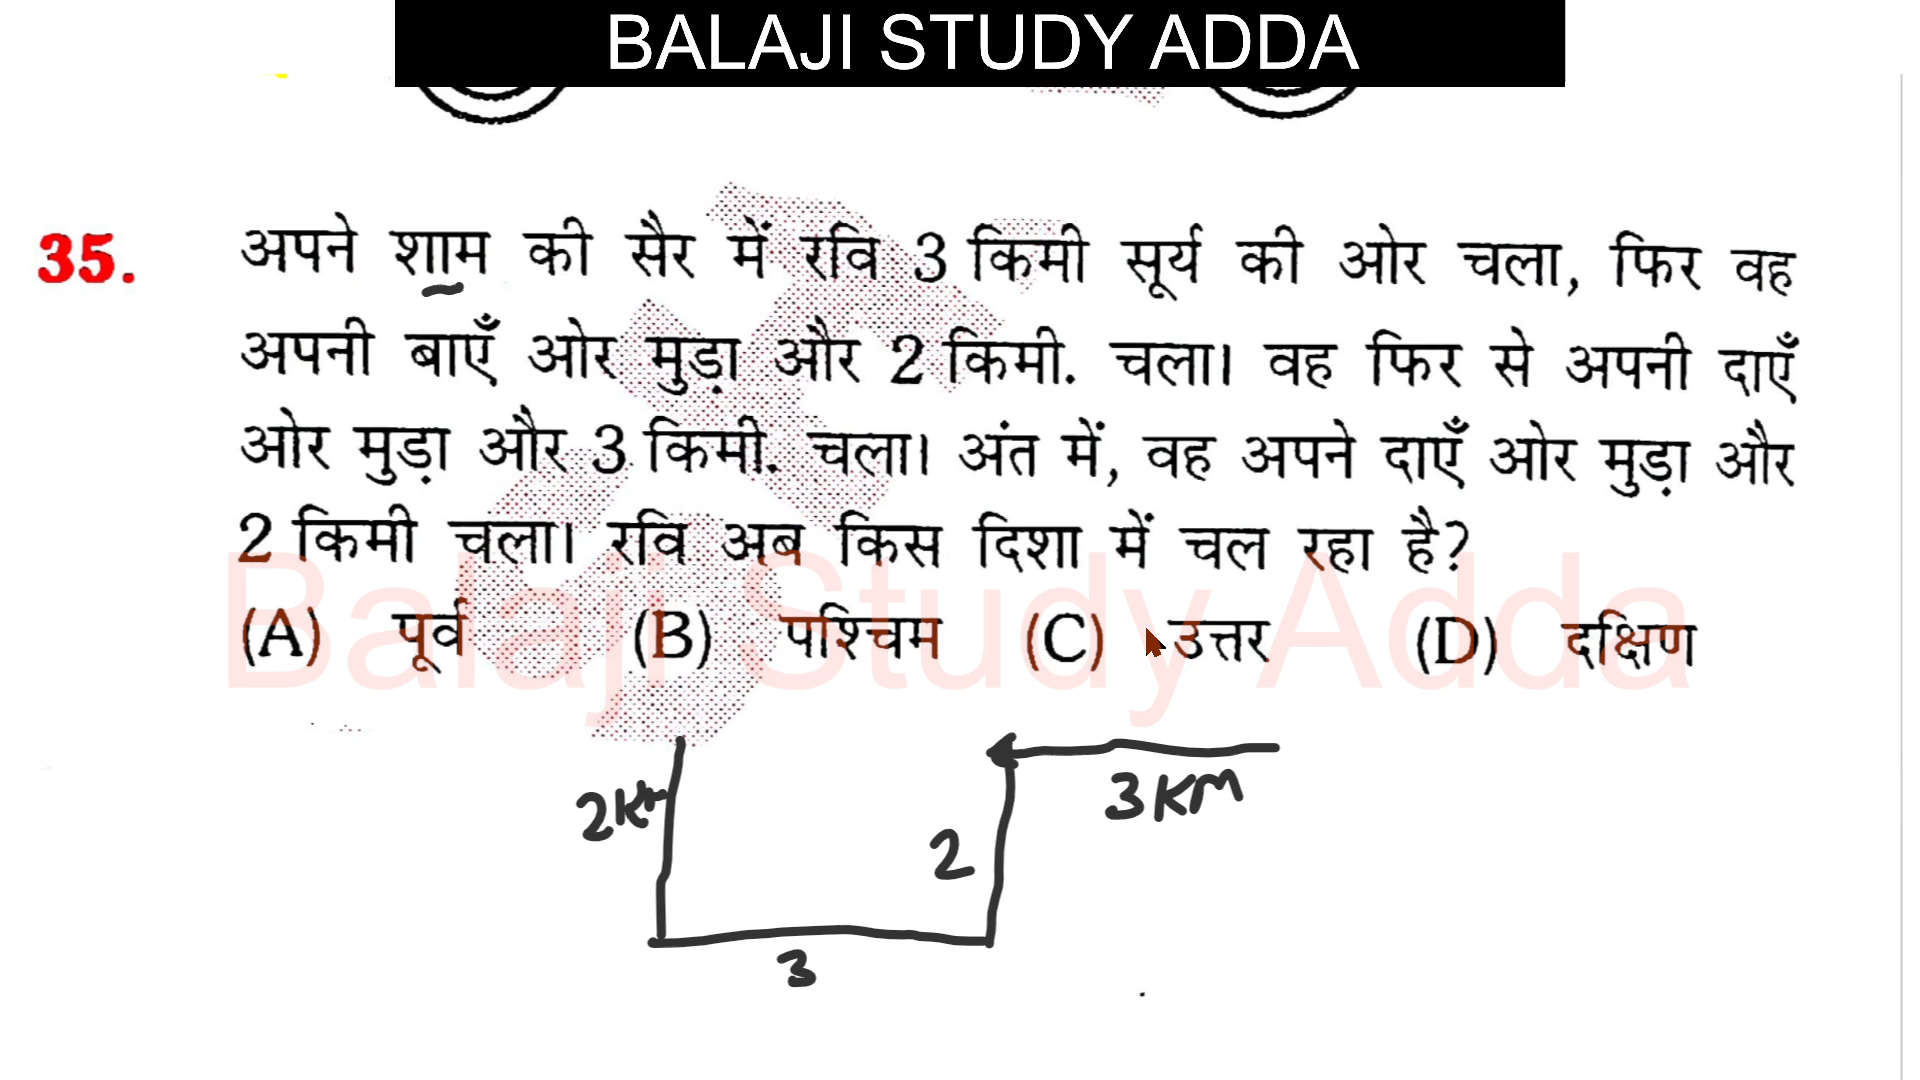 BALAJI STUDY ADDA
35. अपने शाम की सैर में रवि 3 किमी सूर्य की ओर चला, फिर वह
अपनी बाएँ ओर मुड़ा और 2 किमी. चला। वह फिर से अपनी दाएँ
ओर मुड़ा और 3 किमी. चला। अंत में, वह अपने दाएँ ओर मुड़ा और
2 किमी चला। रवि अब किस दिशा में चल रहा है?
Balaji Study Adda
(A) पूर्व (B) पश्चिम (C) उत्तर (D) दक्षिण
3KM
2KM
2
3